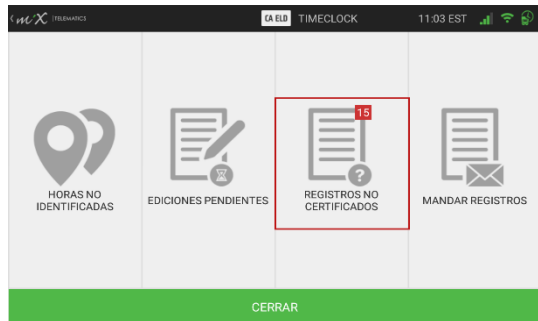 MiX TELEMATICS CA ELD TIMECLOCK 11:03 EST
15
HORAS NO
IDENTIFICADAS
EDICIONES PENDIENTES
?
REGISTROS NO
CERTIFICADOS
MANDAR REGISTROS
CERRAR